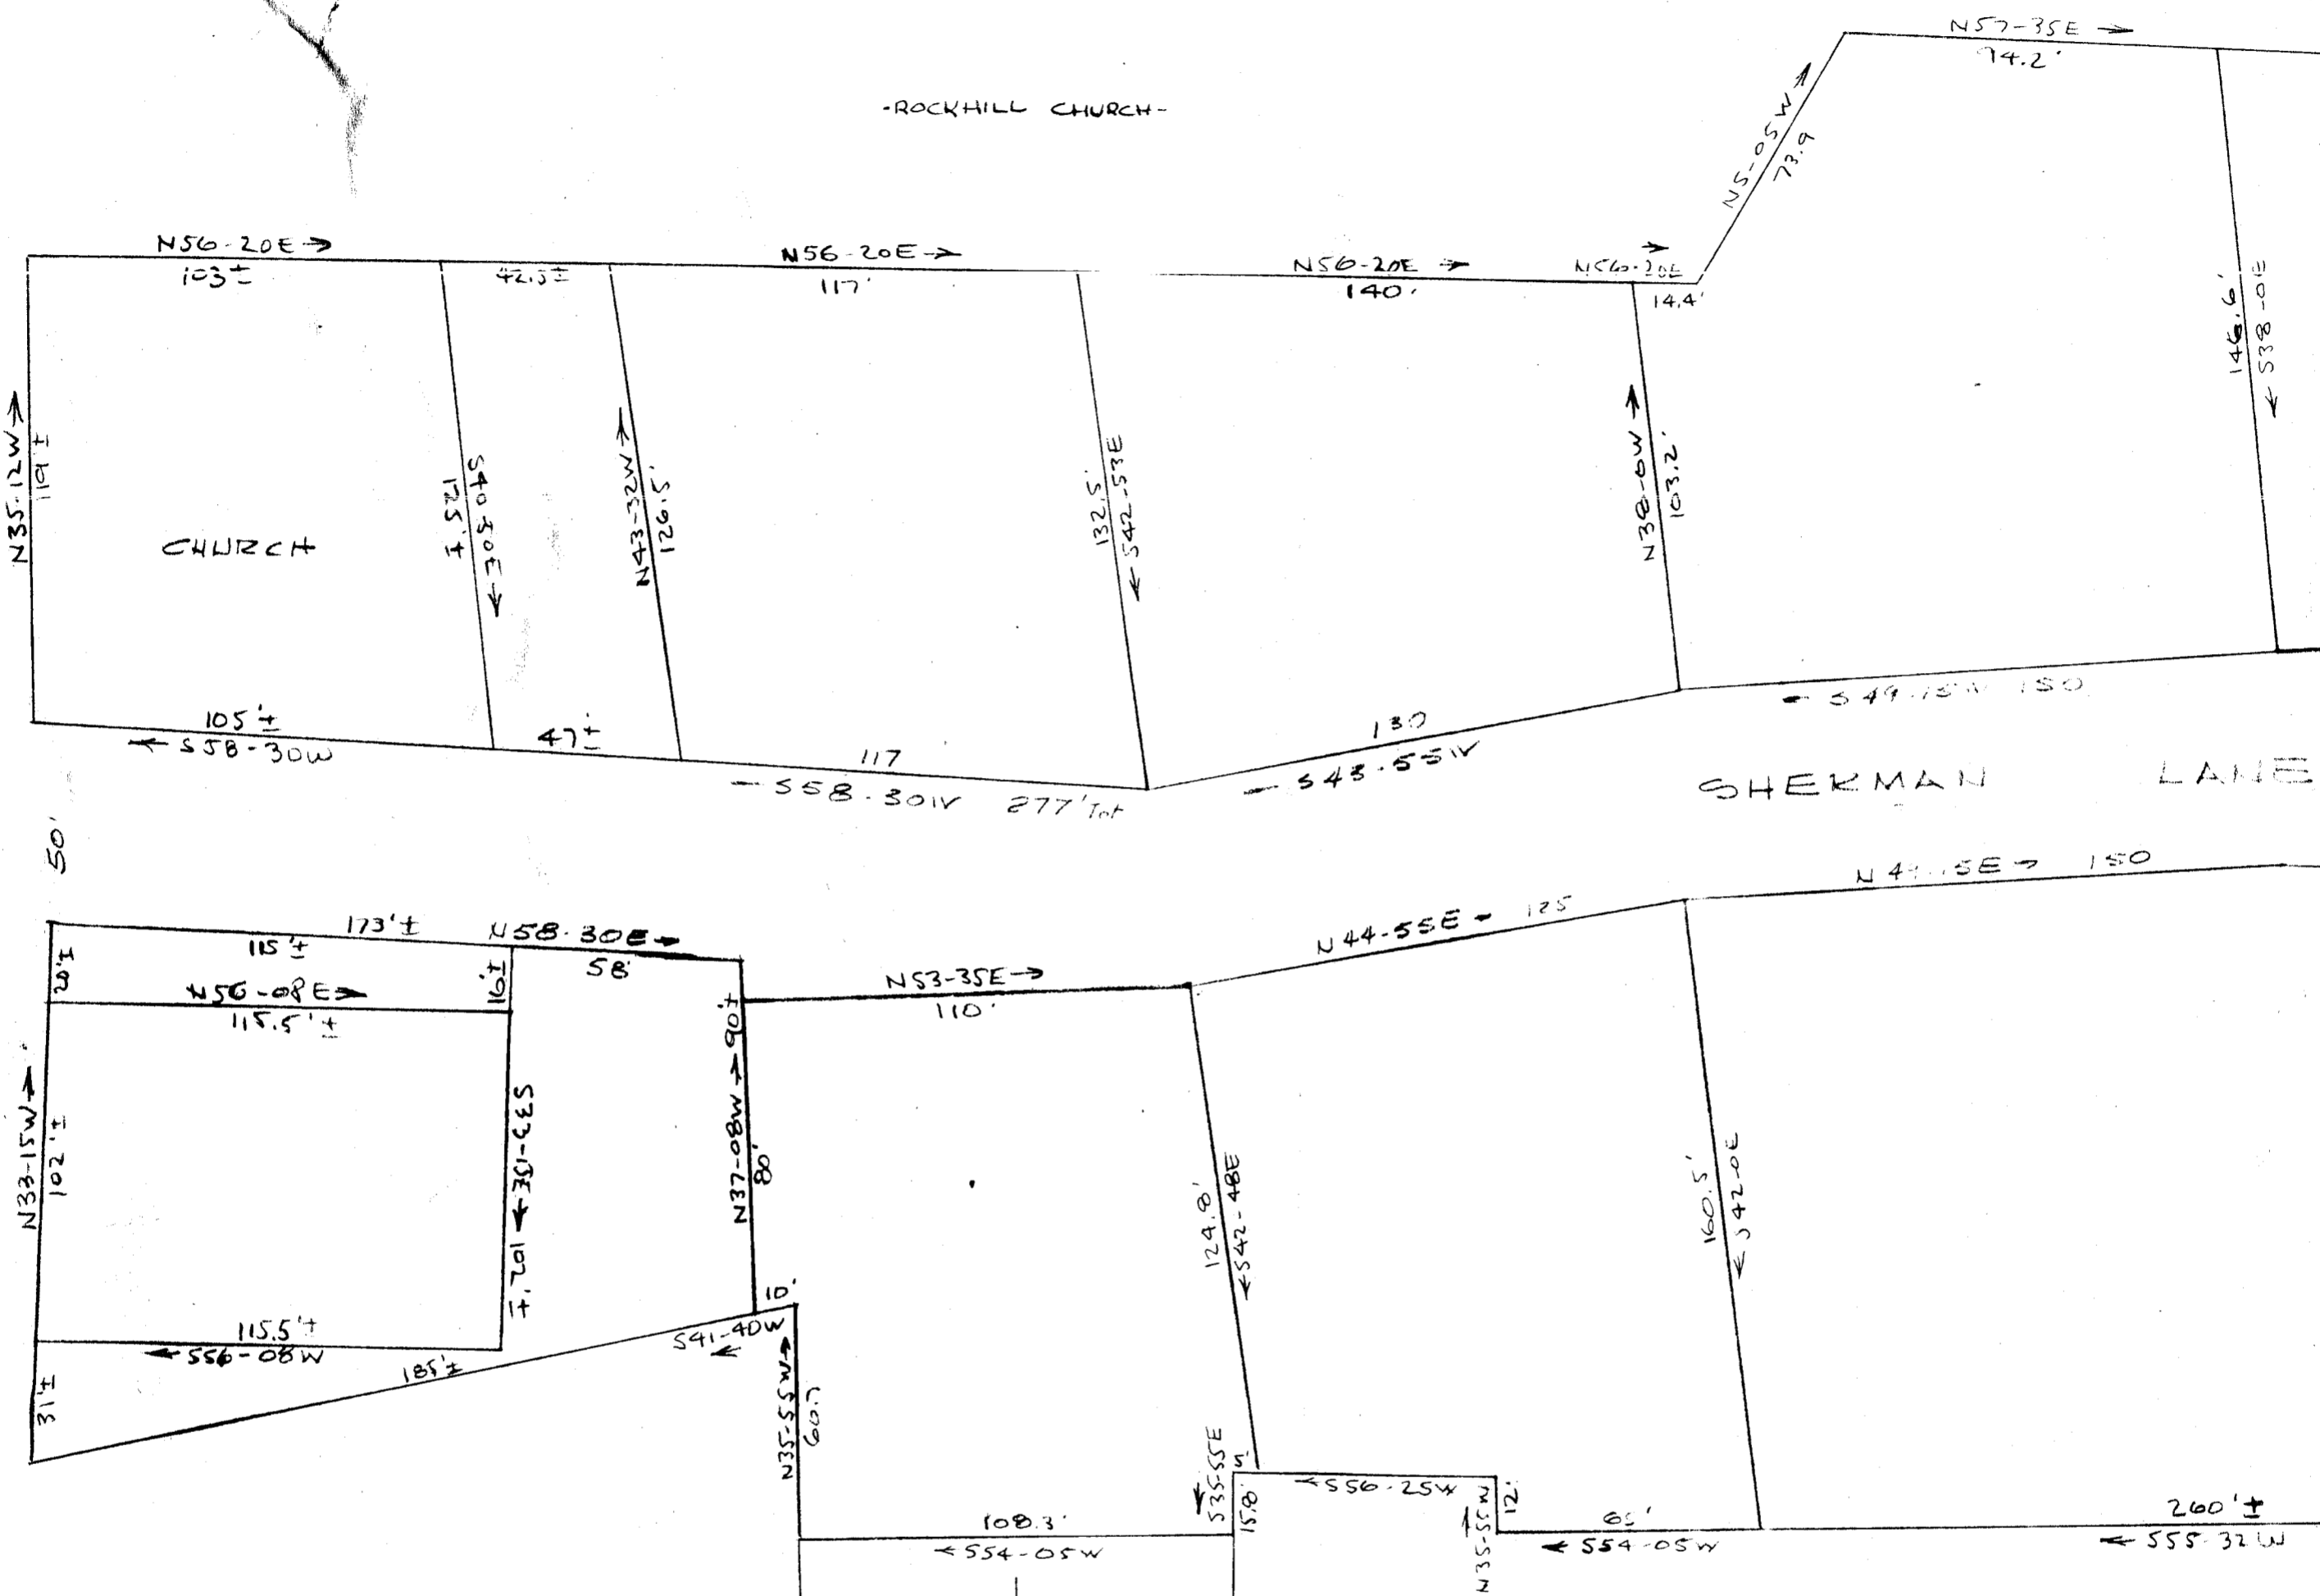 N57-35E →
94.2'
-ROCKHILL CHURCH-
N5-05W →
73.9
N56-20E →
103±
42.5±
N56-20E →
117'
N56-20E →
140'
N56-20E
14.4'
N35-12W →
119±
CHURCH
125'±
S40-30E →
N43-32W →
126.5'
132.5'
← S42-53E
N38-0W →
103.2'
146.6'
← S38-0E
105'±
← S58-30W
47±
117
S58-30W 277' Tot
130
S43-55W
150
SHERMAN LANE
50'
173'±
115'±
N58-30E →
58'
20'±
16'±
N56-08E →
115.5'±
N53-35E →
110'
N44-55E 125
150
N33-15W →
102'±
S33-15E → 102'±
N37-08W → 90'±
80'
124.8'
← S42-48E
160.5'
← S42-0E
10'
S41-40W
←
115.5'±
← S56-08W
185'±
31'±
N35-55W →
60.7
S35-55E
←
5'
15.8'
← S56-25W
N35-55W
→
12'
108.3'
← S54-05W
65'
← S54-05W
260'±
← S55-32W